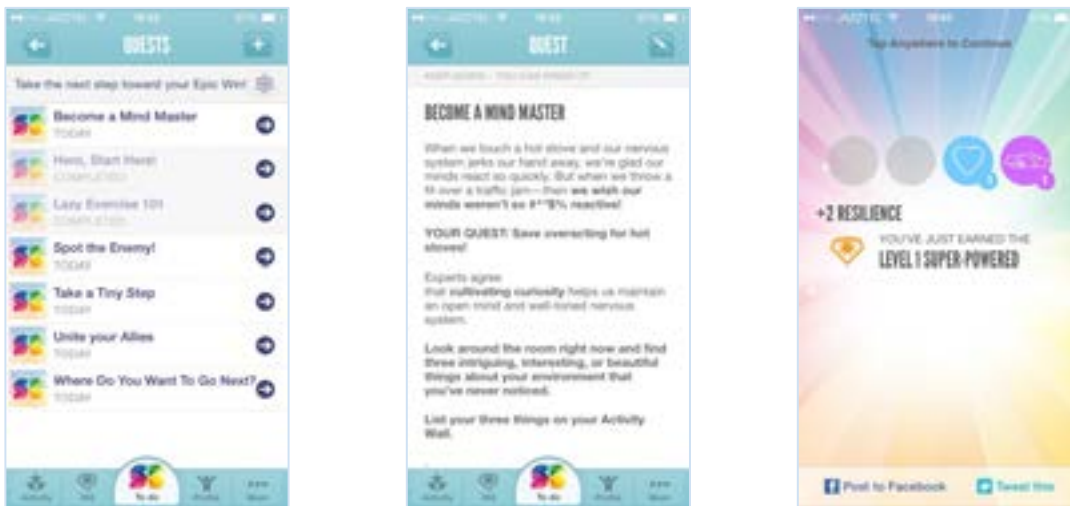 QUESTS
Take the next step toward your Epic Win!
Become a Mind Master
TODAY
Hero, Start Here!
COMPLETED
Lazy Exercise 101
COMPLETED
Spot the Enemy!
TODAY
Take a Tiny Step
TODAY
Unite your Allies
TODAY
Where Do You Want To Go Next?
TODAY
Activity
To do
Profile
More
QUEST
BECOME A MIND MASTER
When we touch a hot stove and our nervous
system jerks our hand away, we're glad our
minds react so quickly. But when we throw a
fit over a traffic jam—then we wish our
minds weren't so #*$% reactive!
YOUR QUEST: Save overacting for hot
stoves!
Experts agree
that cultivating curiosity helps us maintain
an open mind and well-toned nervous
system.
Look around the room right now and find
three intriguing, interesting, or beautiful
things about your environment that
you've never noticed.
List your three things on your Activity
Wall.
Activity
To do
Profile
More
Tap Anywhere to Continue
+2 RESILIENCE
YOU'VE JUST EARNED THE
LEVEL 1 SUPER-POWERED
Post to Facebook
Tweet this